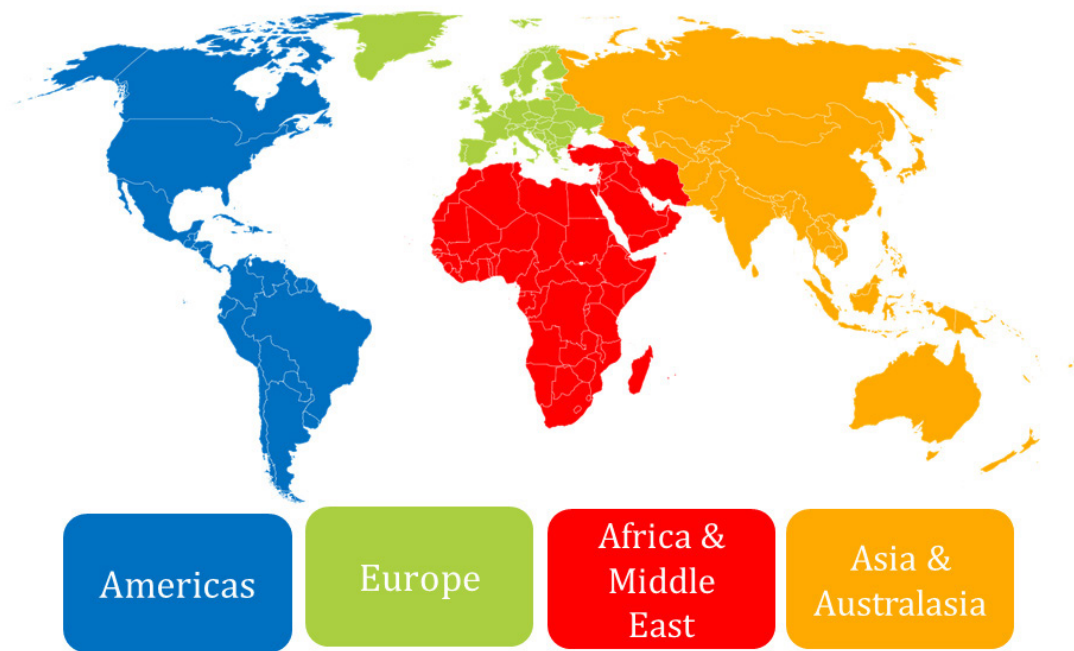 Americas
Europe
Africa &
Middle
East
Asia &
Australasia